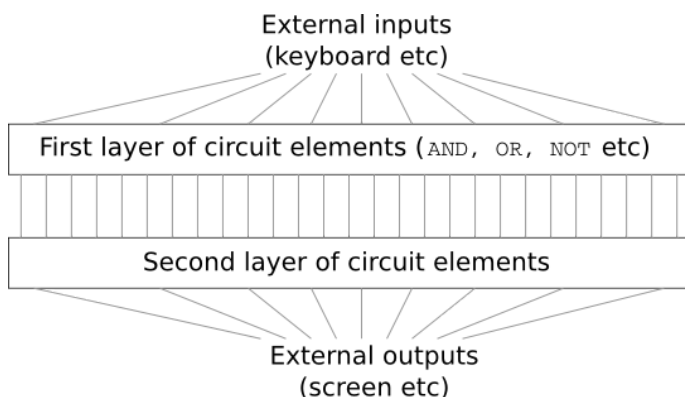 External inputs
(keyboard etc)
First layer of circuit elements (AND, OR, NOT etc)
Second layer of circuit elements
External outputs
(screen etc)